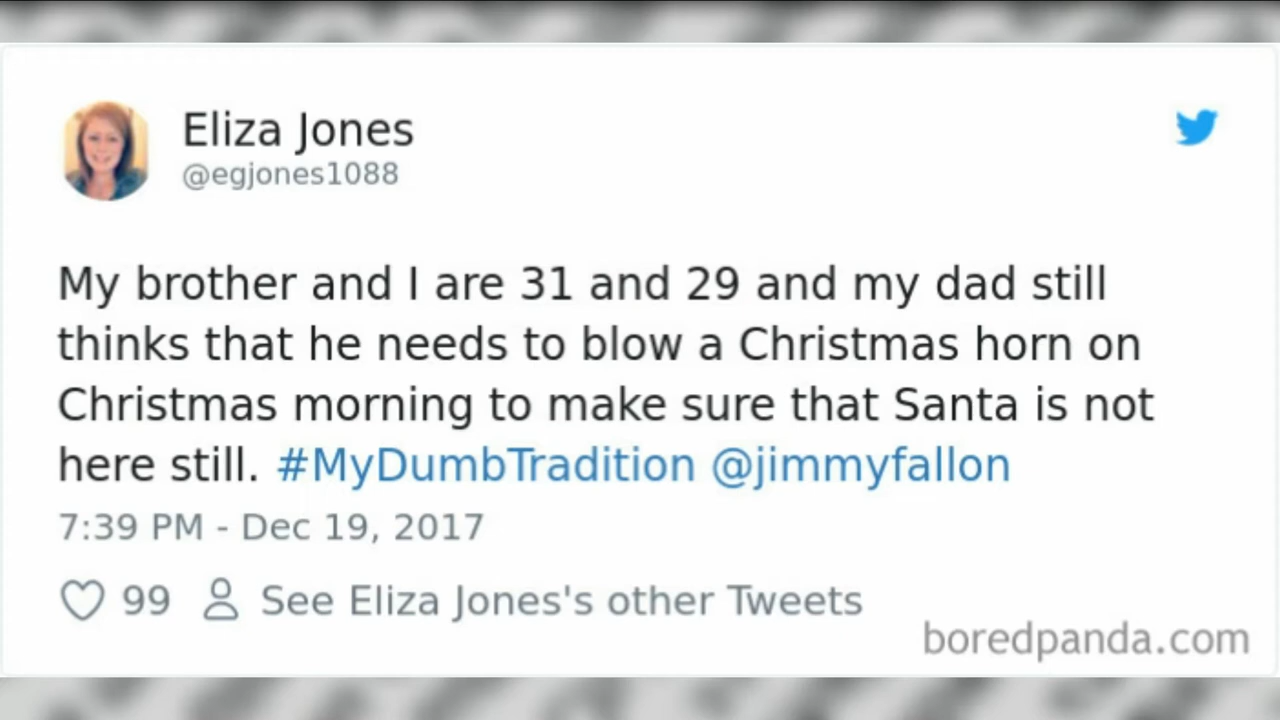 Eliza Jones
@egjones1088
My brother and I are 31 and 29 and my dad still
thinks that he needs to blow a Christmas horn on
Christmas morning to make sure that Santa is not
here still. #MyDumbTradition @jimmyfallon
7:39 PM - Dec 19, 2017
99 See Eliza Jones's other Tweets
boredpanda.com